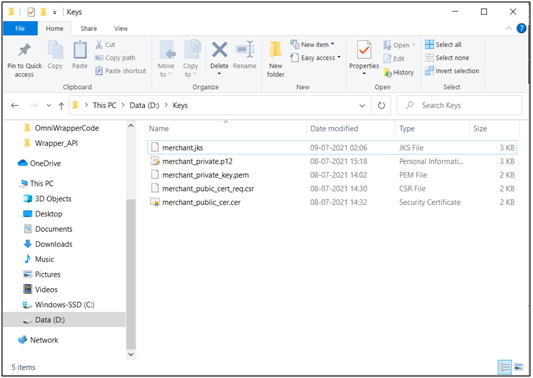 Keys
File Home Share View
Pin to Quick access
Copy
Paste
Cut
Copy path
Paste shortcut
Clipboard
Move to
Copy to
Delete
Rename
Organize
New folder
New item
Easy access
New
Properties
Open
Edit
History
Open
Select all
Select none
Invert selection
Select
This PC > Data (D:) > Keys
Search Keys
OmniWrapperCode
Wrapper_API
OneDrive
This PC
3D Objects
Desktop
Documents
Downloads
Music
Pictures
Videos
Windows-SSD (C:)
Data (D:)
Network
Name Date modified Type Size
merchant.jks 09-07-2021 02:06 JKS File 3 KB
merchant_private.p12 08-07-2021 15:18 Personal Informati... 3 KB
merchant_private_key.pem 08-07-2021 14:02 PEM File 2 KB
merchant_pubic_cert_req.csr 08-07-2021 14:30 CSR File 2 KB
merchant_public_cer.cer 08-07-2021 14:32 Security Certificate 2 KB
5 items